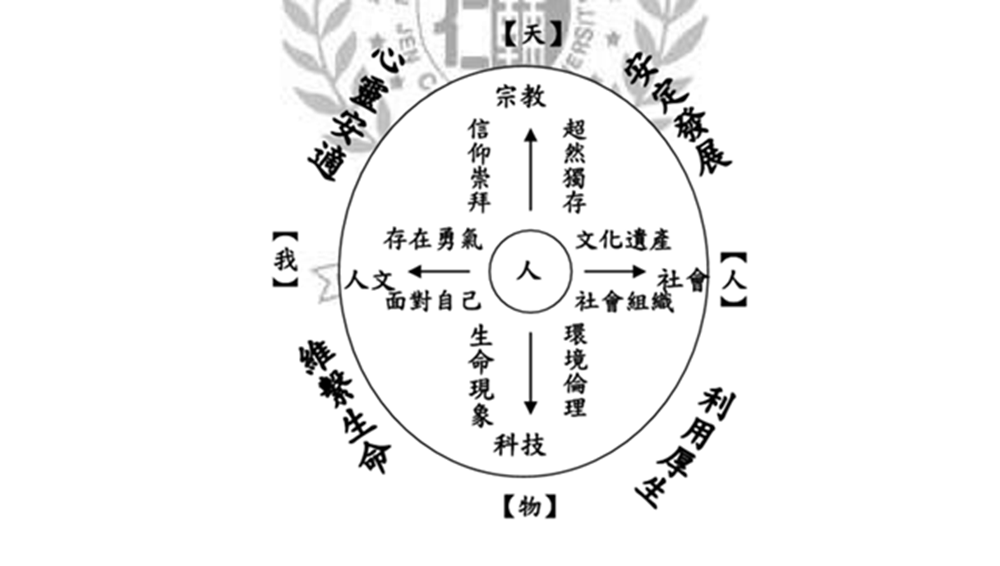 【天】
心靈安適
安定發展
宗教
信仰崇拜
超然獨存
存在勇氣
文化遺產
【我】
人文
人
社會
【人】
面對自己
社會組織
生命現象
環境倫理
維繫生命
利用厚生
科技
【物】
JEN C
VERSIT